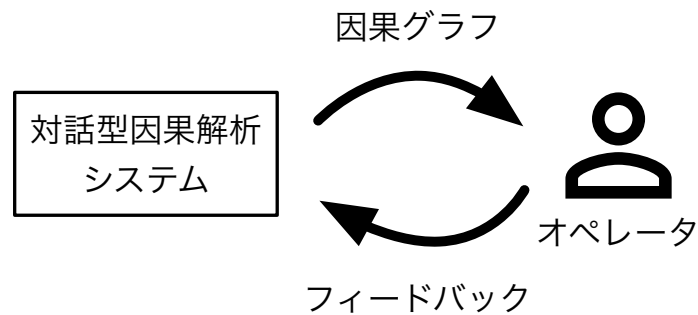 因果グラフ
対話型因果解析
システム
オペレータ
フィードバック